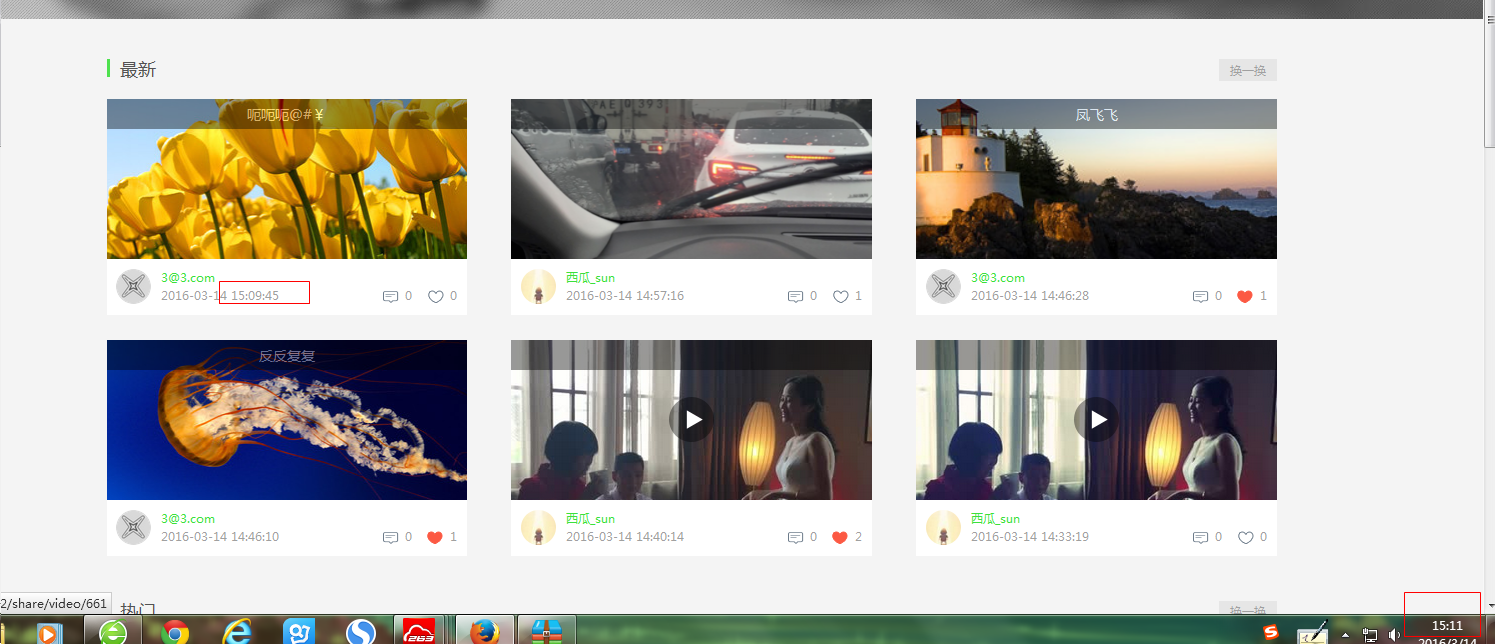 最新
换一换
呃呃呃@#￥
凤飞飞
3@3.com
2016-03-14 15:09:45
0
0
西瓜_sun
2016-03-14 14:57:16
0
1
3@3.com
2016-03-14 14:46:28
0
1
反反复复
3@3.com
2016-03-14 14:46:10
0
1
西瓜_sun
2016-03-14 14:40:14
0
2
西瓜_sun
2016-03-14 14:33:19
0
0
2/share/video/661
热门
换一换
15:11
2016/3/14